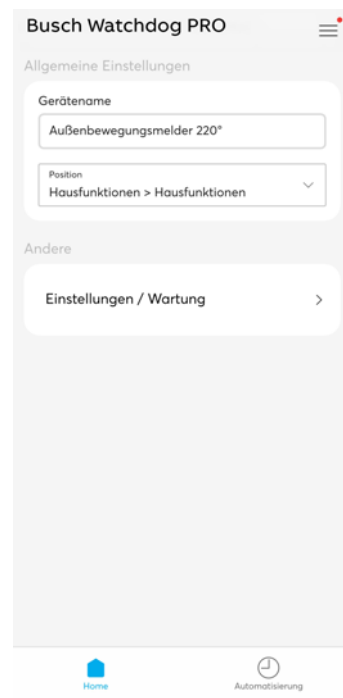 Busch Watchdog PRO
Allgemeine Einstellungen
Gerätename
Außenbewegungsmelder 220°
Position
Hausfunktionen > Hausfunktionen
Andere
Einstellungen / Wartung
Home
Automatisierung